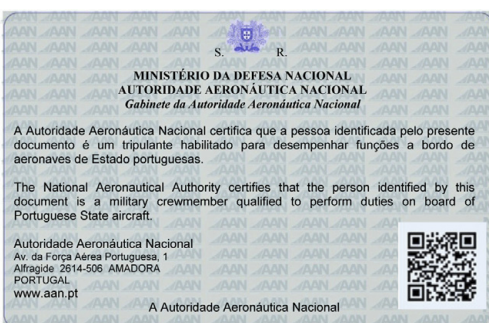 S. R.
MINISTÉRIO DA DEFESA NACIONAL
AUTORIDADE AERONÁUTICA NACIONAL
Gabinete da Autoridade Aeronáutica Nacional
A Autoridade Aeronáutica Nacional certifica que a pessoa identificada pelo presente
documento é um tripulante habilitado para desempenhar funções a bordo de
aeronaves de Estado portuguesas.
The National Aeronautical Authority certifies that the person identified by this
document is a military crewmember qualified to perform duties on board of
Portuguese State aircraft.
Autoridade Aeronáutica Nacional
Av. da Força Aérea Portuguesa, 1
Alfragide 2614-506 AMADORA
PORTUGAL
www.aan.pt
A Autoridade Aeronáutica Nacional